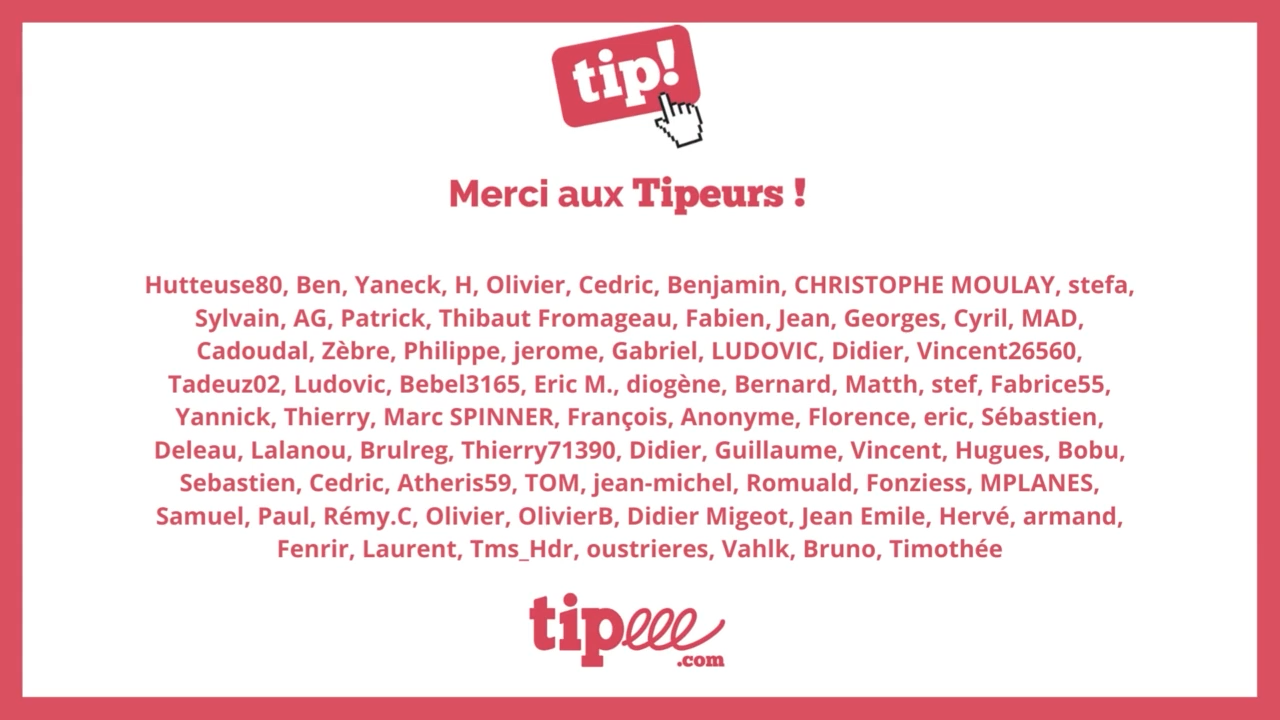 tip!
Merci aux Tipeurs !
Hutteuse80, Ben, Yaneck, H, Olivier, Cedric, Benjamin, CHRISTOPHE MOULAY, stefa,
Sylvain, AG, Patrick, Thibaut Fromageau, Fabien, Jean, Georges, Cyril, MAD,
Cadoudal, Zèbre, Philippe, jerome, Gabriel, LUDOVIC, Didier, Vincent26560,
Tadeuz02, Ludovic, Bebel3165, Eric M., diogène, Bernard, Matth, stef, Fabrice55,
Yannick, Thierry, Marc SPINNER, François, Anonyme, Florence, eric, Sébastien,
Deleau, Lalanou, Brulreg, Thierry71390, Didier, Guillaume, Vincent, Hugues, Bobu,
Sebastien, Cedric, Atheris59, TOM, jean-michel, Romuald, Fonziess, MPLANES,
Samuel, Paul, Rémy.C, Olivier, OlivierB, Didier Migeot, Jean Emile, Hervé, armand,
Fenrir, Laurent, Tms_Hdr, oustrieres, Vahlk, Bruno, Timothée
tipeee
.com